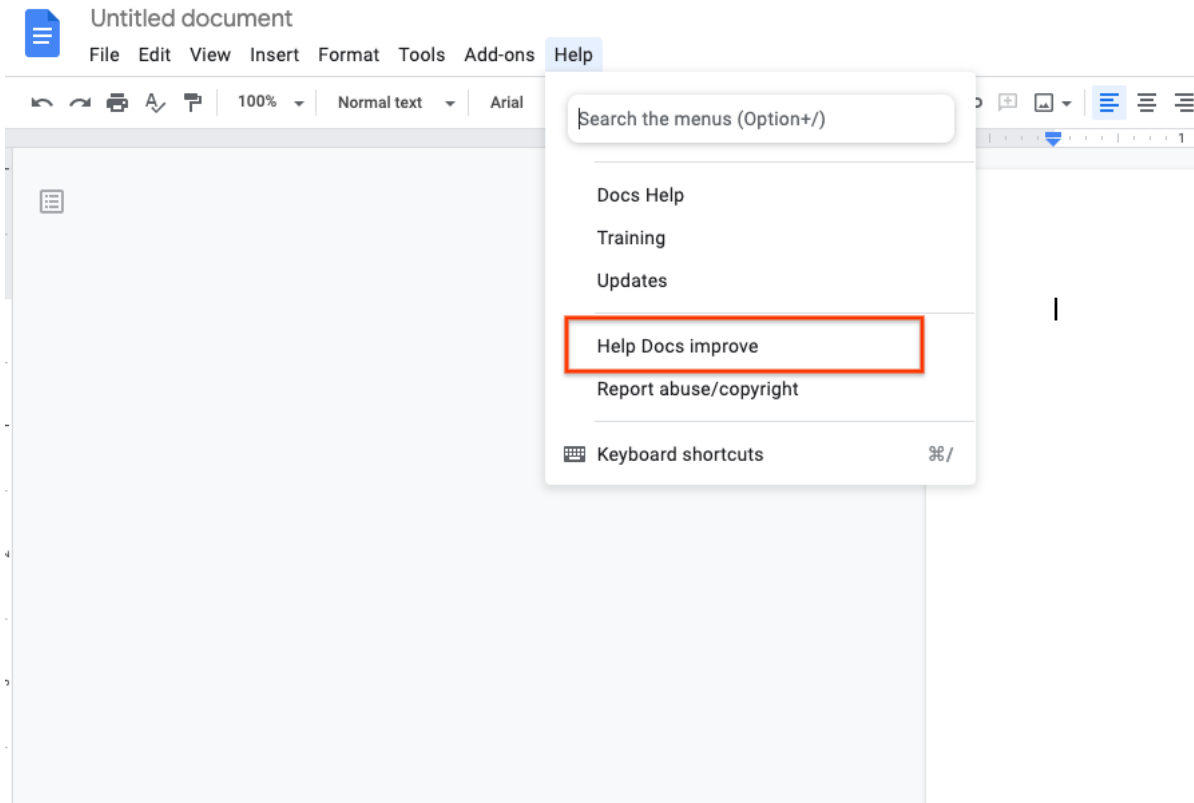 Untitled document
File Edit View Insert Format Tools Add-ons Help
100% Normal text Arial
Search the menus (Option+/)
1
Docs Help
Training
Updates
Help Docs improve
Report abuse/copyright
Keyboard shortcuts ⌘/